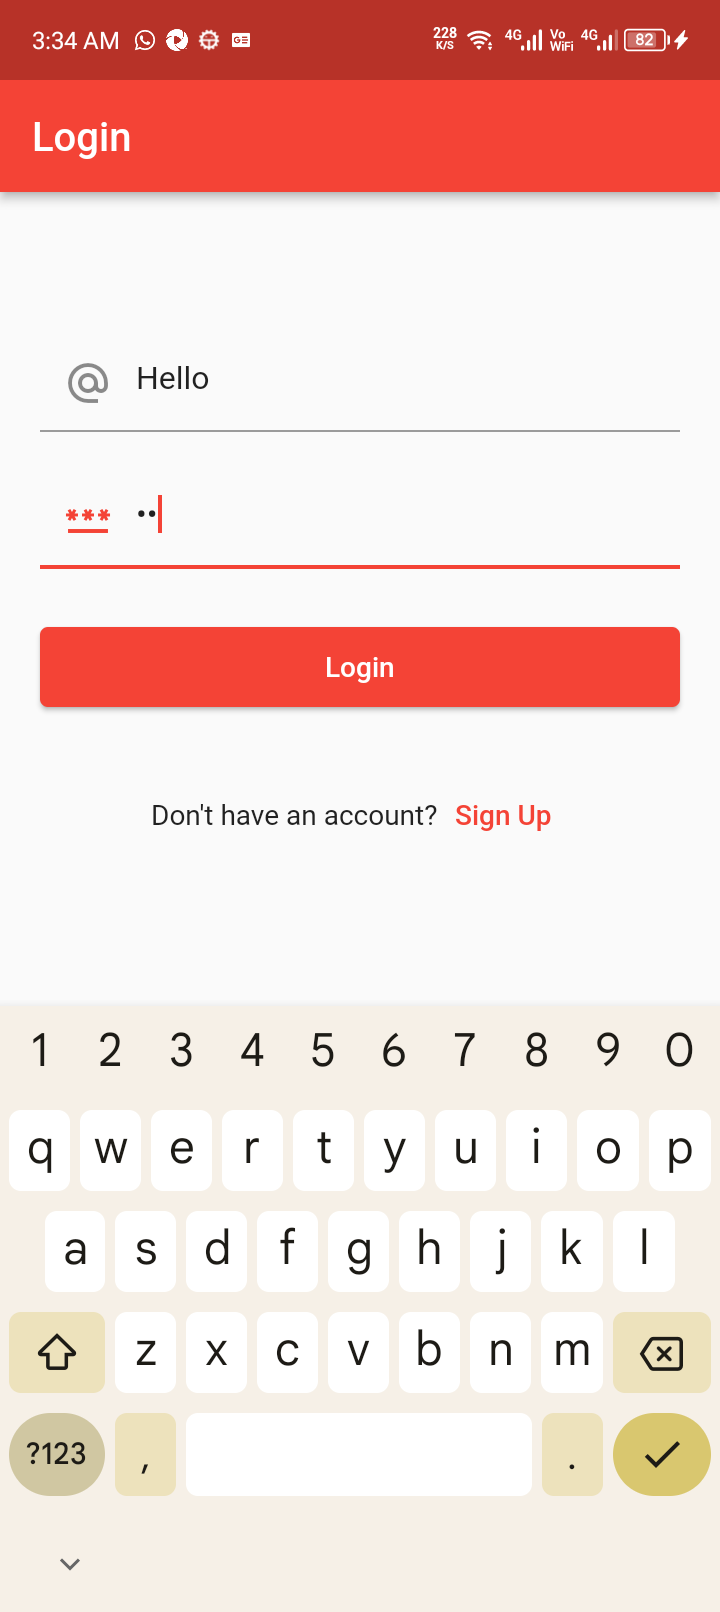 3:34 AM 228 K/S 4G Vo WiFi 4G 82
Login
Hello
••
Login
Don't have an account? Sign Up
1 2 3 4 5 6 7 8 9 0
q w e r t y u i o p
a s d f g h j k l
z x c v b n m
?123 , .